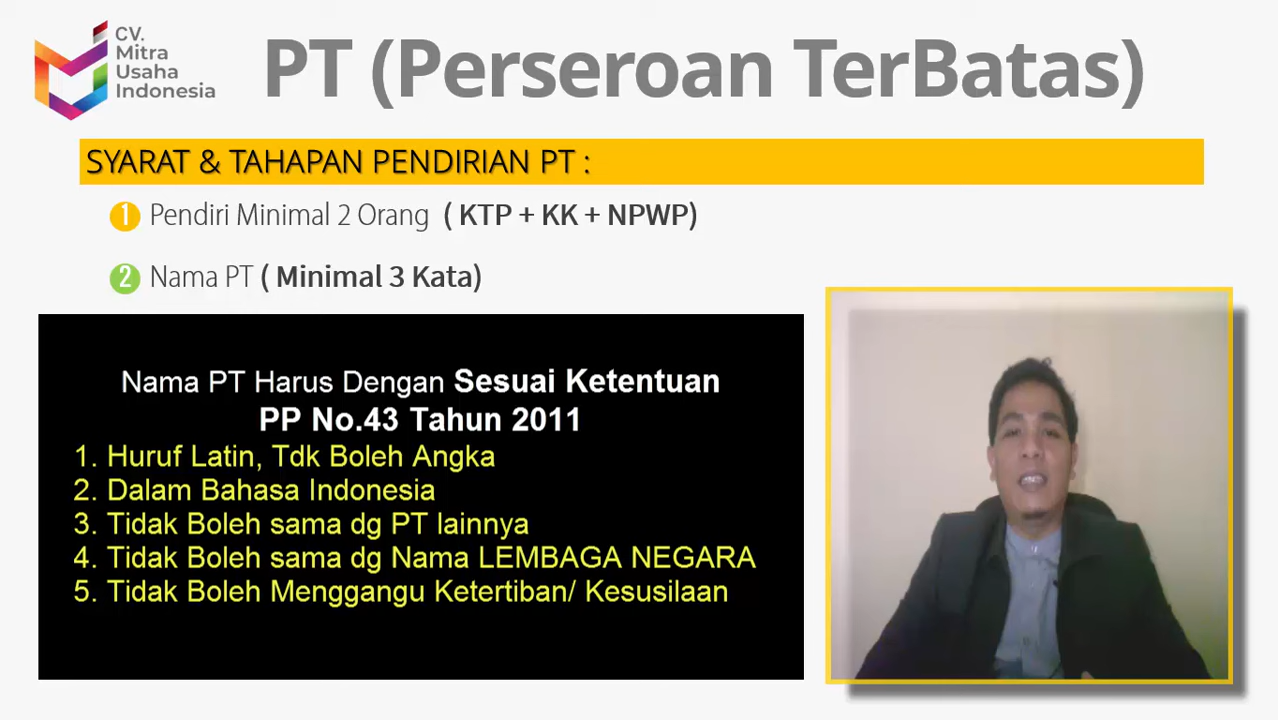 CV.
Mitra
Usaha
Indonesia
PT (Perseroan TerBatas)
SYARAT & TAHAPAN PENDIRIAN PT :
1 Pendiri Minimal 2 Orang ( KTP + KK + NPWP)
2 Nama PT ( Minimal 3 Kata)
Nama PT Harus Dengan Sesuai Ketentuan
PP No.43 Tahun 2011
1. Huruf Latin, Tdk Boleh Angka
2. Dalam Bahasa Indonesia
3. Tidak Boleh sama dg PT lainnya
4. Tidak Boleh sama dg Nama LEMBAGA NEGARA
5. Tidak Boleh Menggangu Ketertiban/ Kesusilaan